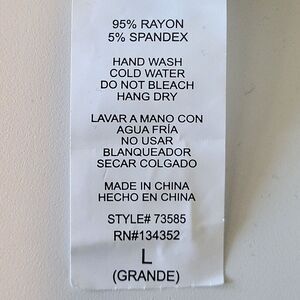 95% RAYON
5% SPANDEX
HAND WASH
COLD WATER
DO NOT BLEACH
HANG DRY
LAVAR A MANO CON
AGUA FRÍA
NO USAR
BLANQUEADOR
SECAR COLGADO
MADE IN CHINA
HECHO EN CHINA
STYLE# 73585
RN#134352
L
(GRANDE)